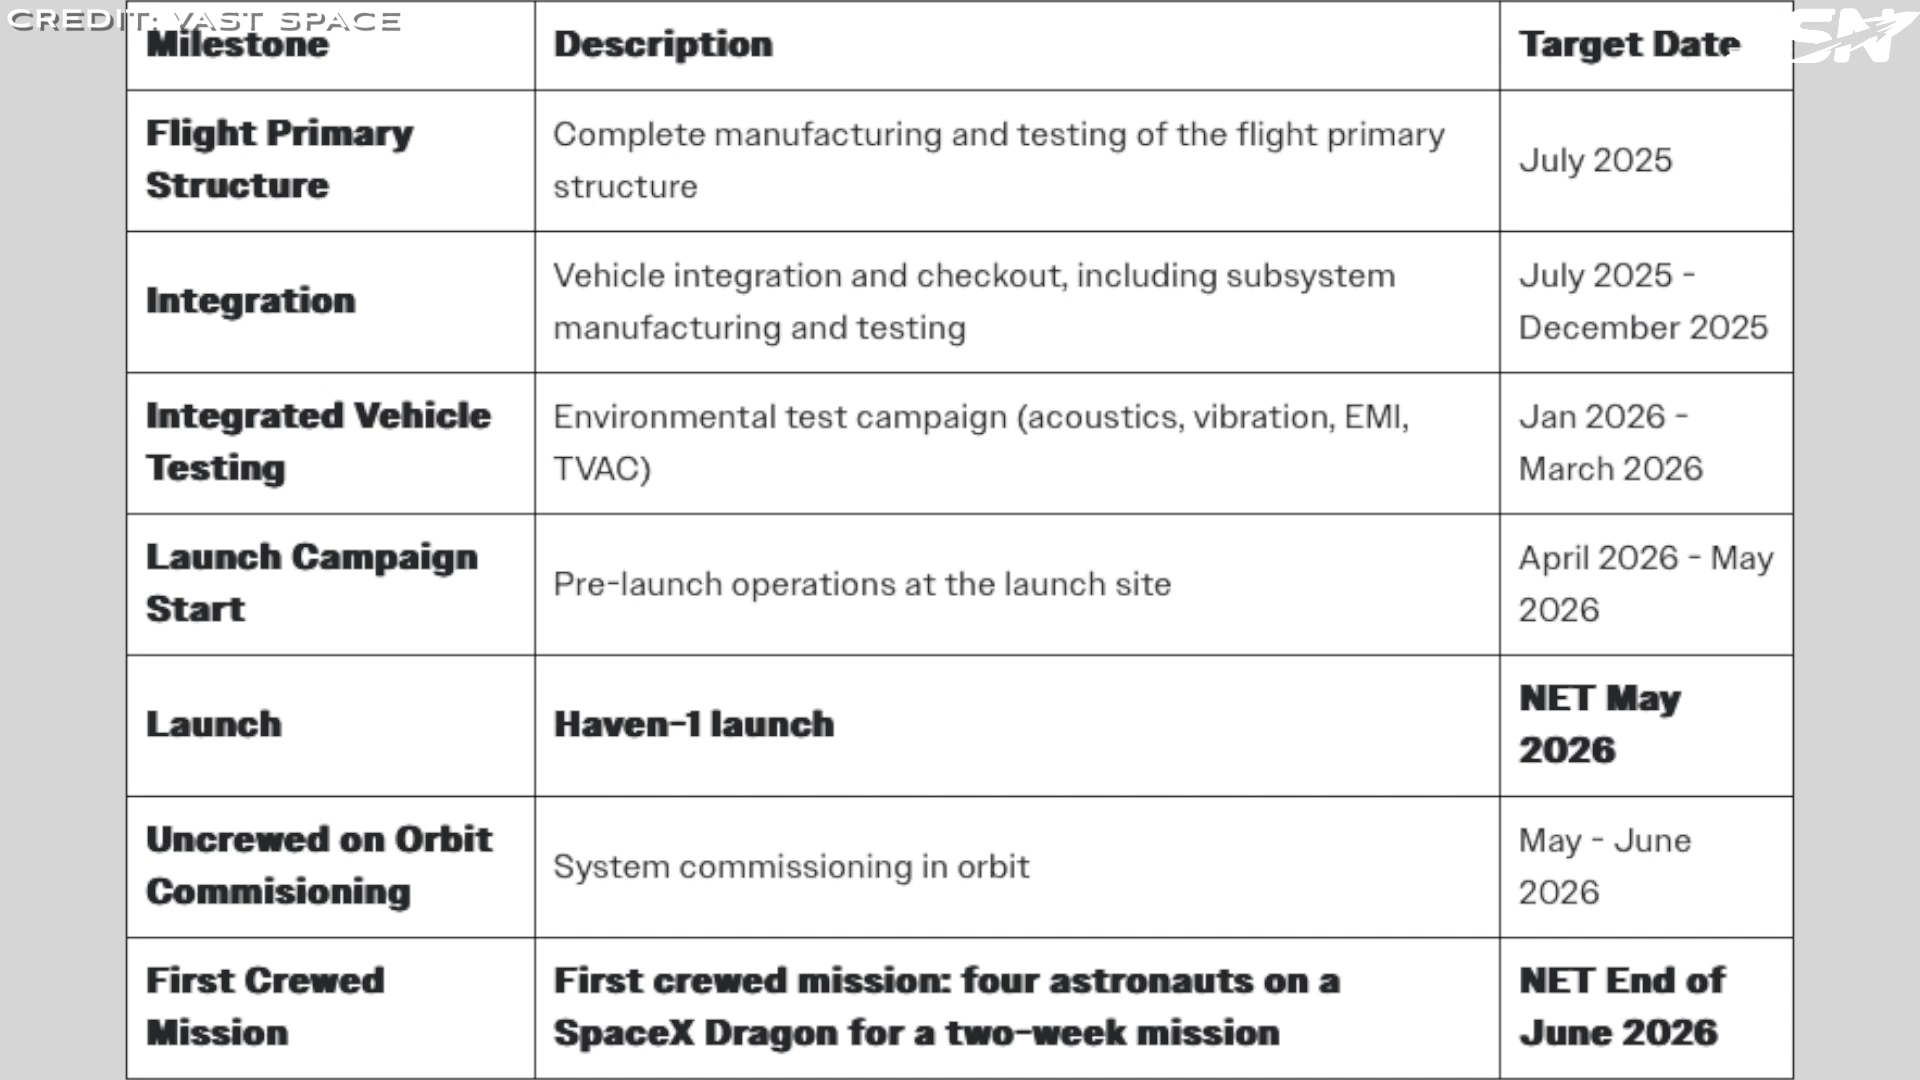 CREDIT: VAST SPACE
SN
Milestone
Description
Target Date
Flight Primary
Structure
Complete manufacturing and testing of the flight primary
structure
July 2025
Integration
Vehicle integration and checkout, including subsystem
manufacturing and testing
July 2025 -
December 2025
Integrated Vehicle
Testing
Environmental test campaign (acoustics, vibration, EMI,
TVAC)
Jan 2026 -
March 2026
Launch Campaign
Start
Pre-launch operations at the launch site
April 2026 - May
2026
Launch
Haven-1 launch
NET May
2026
Uncrewed on Orbit
Commisioning
System commissioning in orbit
May - June
2026
First Crewed
Mission
First crewed mission: four astronauts on a
SpaceX Dragon for a two-week mission
NET End of
June 2026